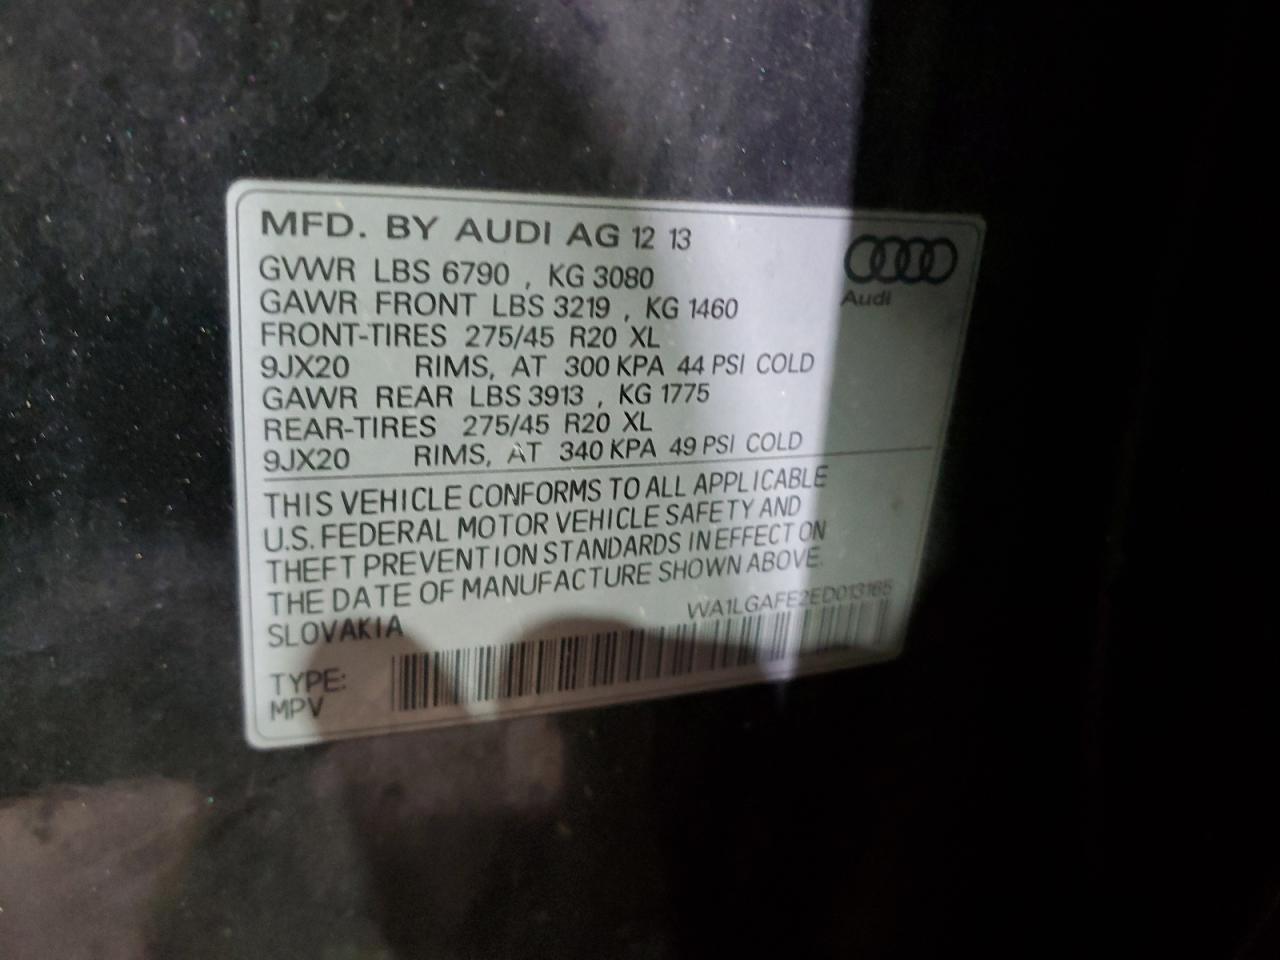 MFD. BY AUDI AG 12 13
GVWR LBS 6790 , KG 3080
GAWR FRONT LBS 3219 , KG 1460
FRONT-TIRES 275/45 R20 XL
9JX20 RIMS, AT 300 KPA 44 PSI COLD
GAWR REAR LBS 3913 , KG 1775
REAR-TIRES 275/45 R20 XL
9JX20 RIMS, AT 340 KPA 49 PSI COLD
Audi
THIS VEHICLE CONFORMS TO ALL APPLICABLE
U.S. FEDERAL MOTOR VEHICLE SAFETY AND
THEFT PREVENTION STANDARDS IN EFFECT ON
THE DATE OF MANUFACTURE SHOWN ABOVE.
SLOVAKIA WA1LGAFE2ED013165
TYPE:
MPV